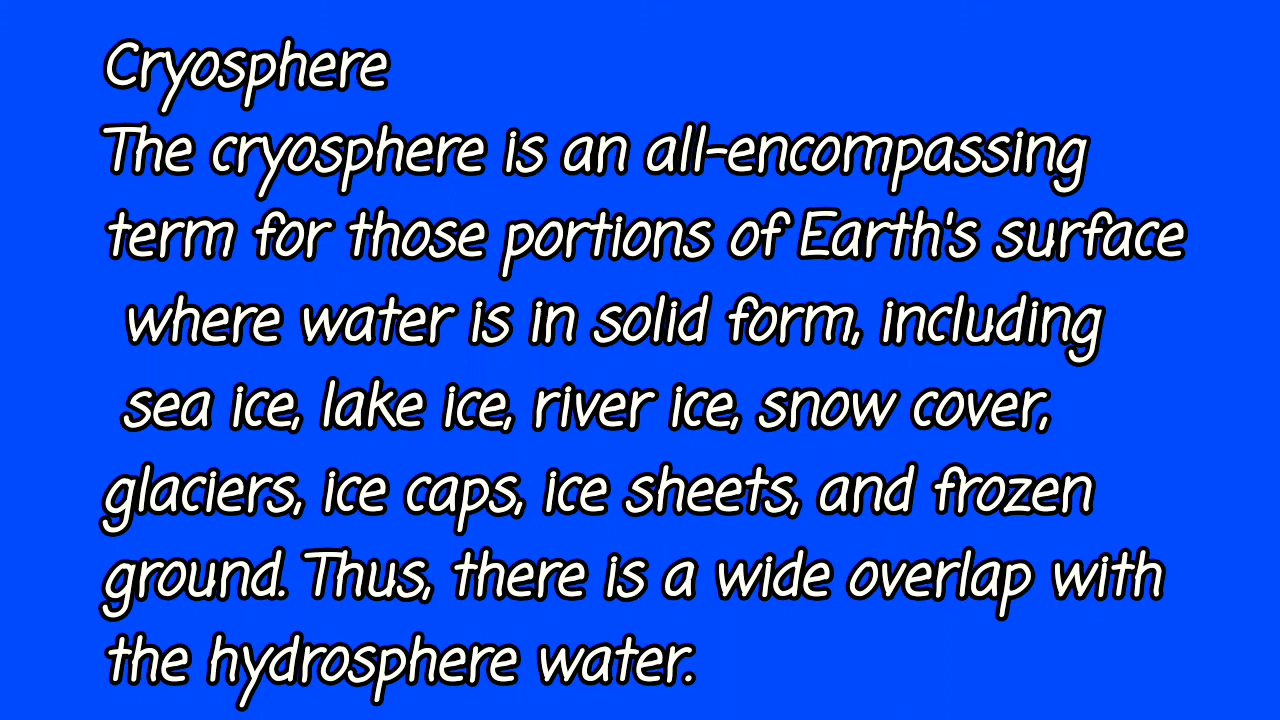 Cryosphere
The cryosphere is an all-encompassing
term for those portions of Earth's surface
where water is in solid form, including
sea ice, lake ice, river ice, snow cover,
glaciers, ice caps, ice sheets, and frozen
ground. Thus, there is a wide overlap with
the hydrosphere water.